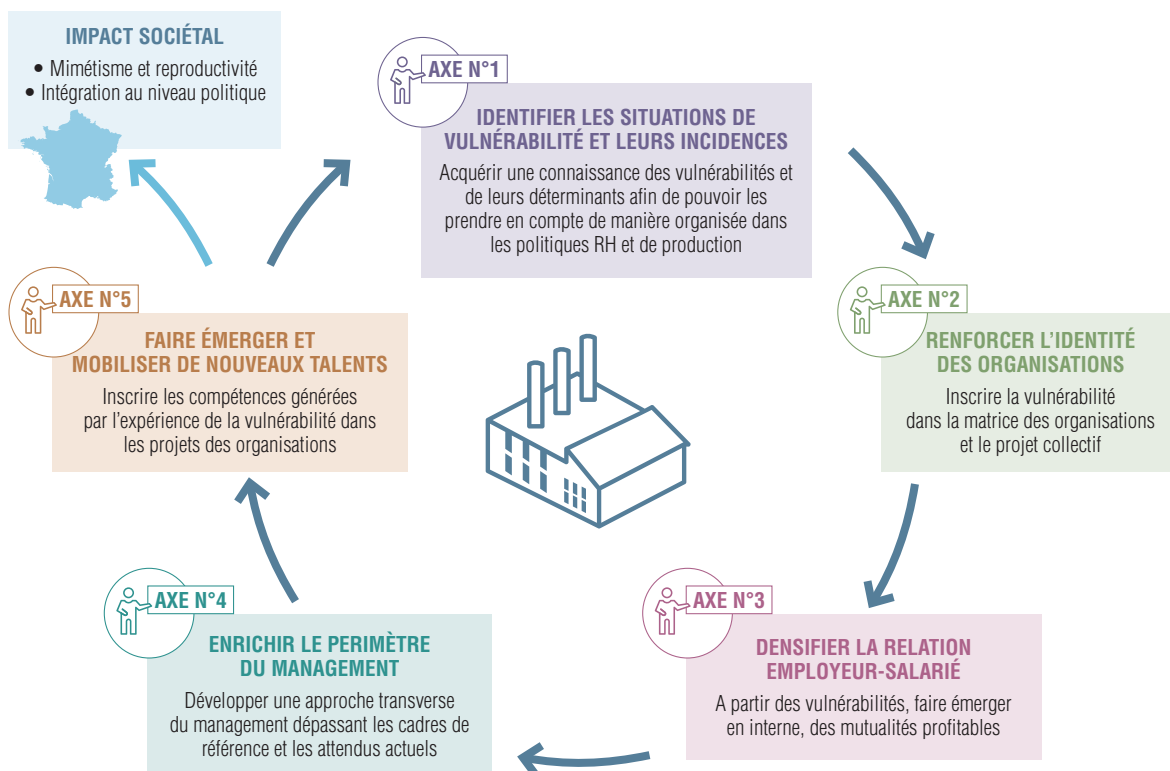 IMPACT SOCIÉTAL
• Mimétisme et reproductivité
• Intégration au niveau politique
AXE N°1
IDENTIFIER LES SITUATIONS DE
VULNÉRABILITÉ ET LEURS INCIDENCES
Acquérir une connaissance des vulnérabilités et
de leurs déterminants afin de pouvoir les
prendre en compte de manière organisée dans
les politiques RH et de production
AXE N°2
RENFORCER L’IDENTITÉ
DES ORGANISATIONS
Inscrire la vulnérabilité
dans la matrice des organisations
et le projet collectif
AXE N°3
DENSIFIER LA RELATION
EMPLOYEUR-SALARIÉ
A partir des vulnérabilités, faire émerger
en interne, des mutualités profitables
AXE N°4
ENRICHIR LE PERIMÈTRE
DU MANAGEMENT
Développer une approche transverse
du management dépassant les cadres de
référence et les attendus actuels
AXE N°5
FAIRE ÉMERGER ET
MOBILISER DE NOUVEAUX TALENTS
Inscrire les compétences générées
par l’expérience de la vulnérabilité dans
les projets des organisations